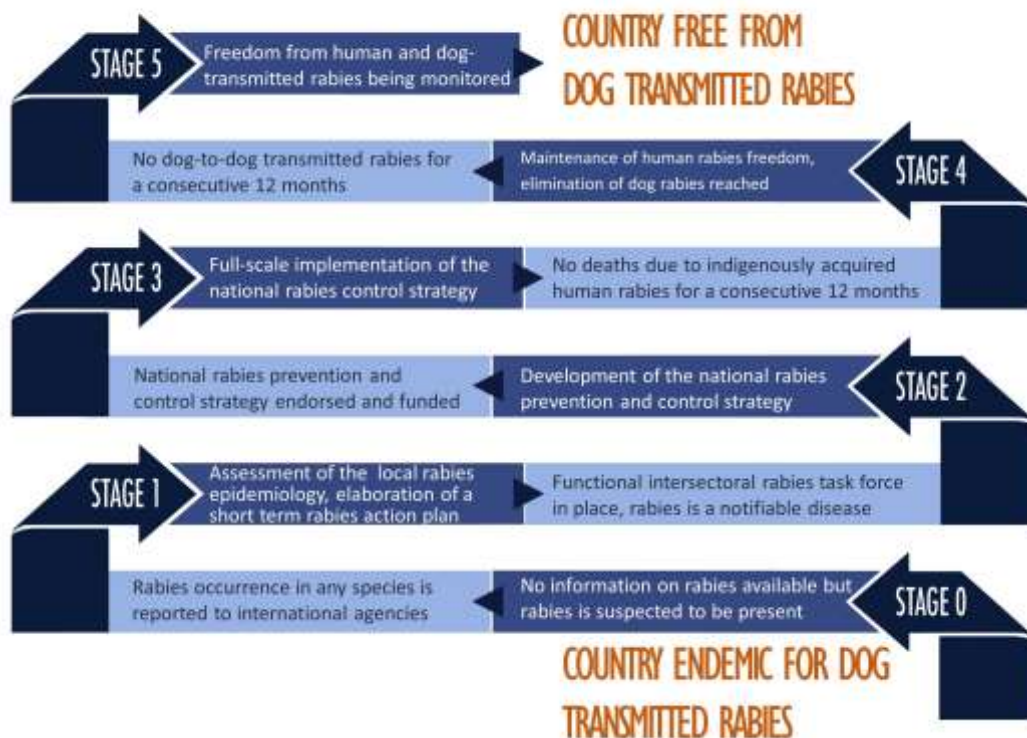 STAGE 5
Freedom from human and dog-
transmitted rabies being monitored
COUNTRY FREE FROM
DOG TRANSMITTED RABIES
No dog-to-dog transmitted rabies for
a consecutive 12 months
Maintenance of human rabies freedom,
elimination of dog rabies reached
STAGE 4
STAGE 3
Full-scale implementation of the
national rabies control strategy
No deaths due to indigenously acquired
human rabies for a consecutive 12 months
National rabies prevention and
control strategy endorsed and funded
Development of the national rabies
prevention and control strategy
STAGE 2
STAGE 1
Assessment of the local rabies
epidemiology, elaboration of a
short term rabies action plan
Functional intersectoral rabies task force
in place, rabies is a notifiable disease
Rabies occurrence in any species is
reported to international agencies
No information on rabies available but
rabies is suspected to be present
STAGE 0
COUNTRY ENDEMIC FOR DOG
TRANSMITTED RABIES